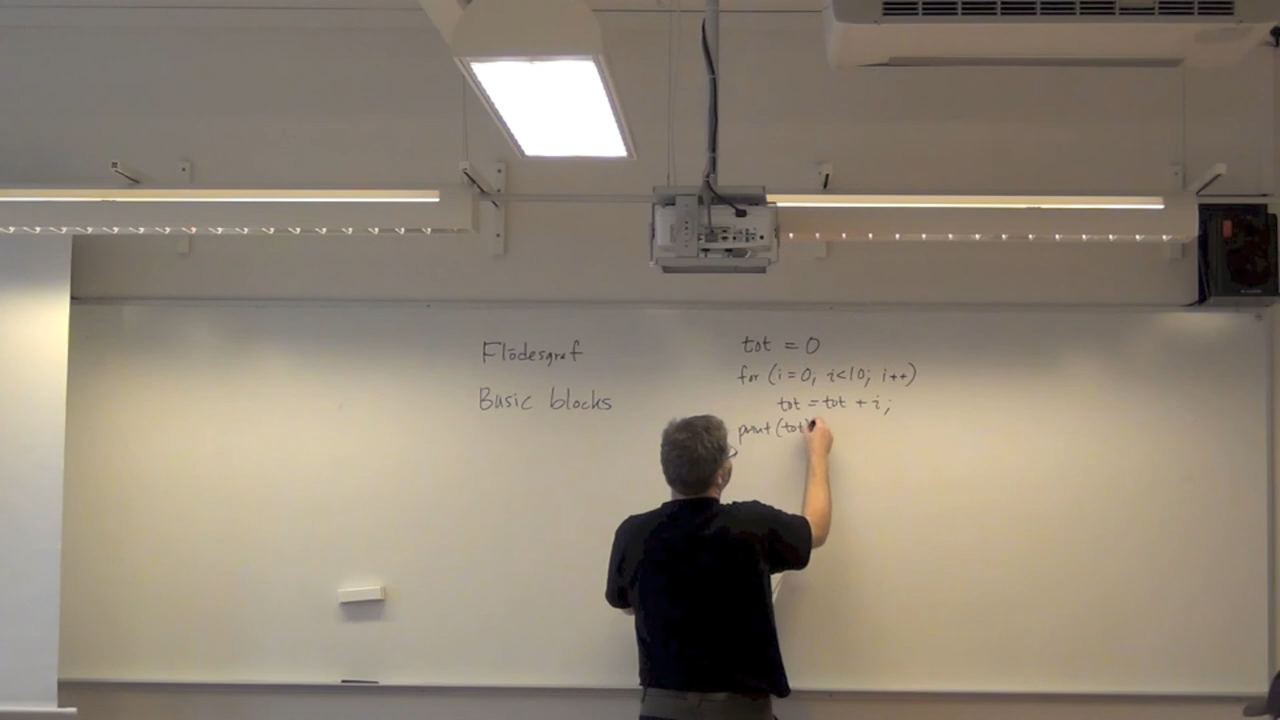 Flödesgraf
Basic blocks
tot = 0
for (i=0; i<10; i++)
tot = tot + i;
print(tot)